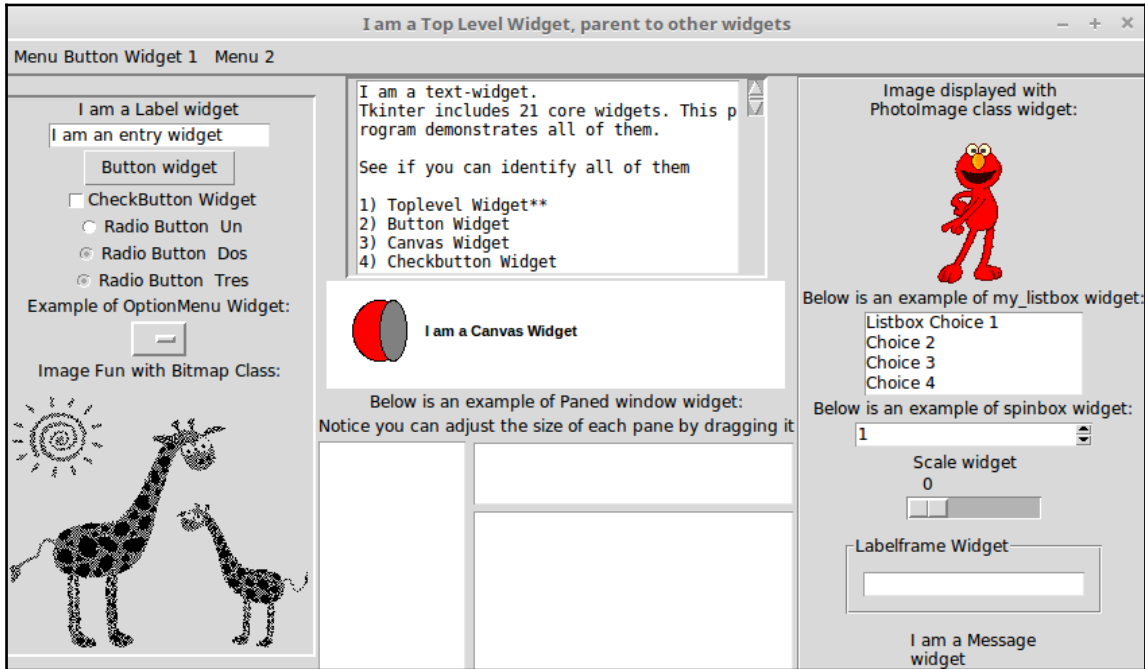 I am a Top Level Widget, parent to other widgets
Menu Button Widget 1 Menu 2
I am a Label widget
I am an entry widget
Button widget
CheckButton Widget
Radio Button Un
Radio Button Dos
Radio Button Tres
Example of OptionMenu Widget:
Image Fun with Bitmap Class:
I am a text-widget.
Tkinter includes 21 core widgets. This p
rogram demonstrates all of them.
See if you can identify all of them
1) Toplevel Widget**
2) Button Widget
3) Canvas Widget
4) Checkbutton Widget
I am a Canvas Widget
Below is an example of Paned window widget:
Notice you can adjust the size of each pane by dragging it
Image displayed with
PhotoImage class widget:
Below is an example of my_listbox widget:
Listbox Choice 1
Choice 2
Choice 3
Choice 4
Below is an example of spinbox widget:
1
Scale widget
0
Labelframe Widget
I am a Message
widget